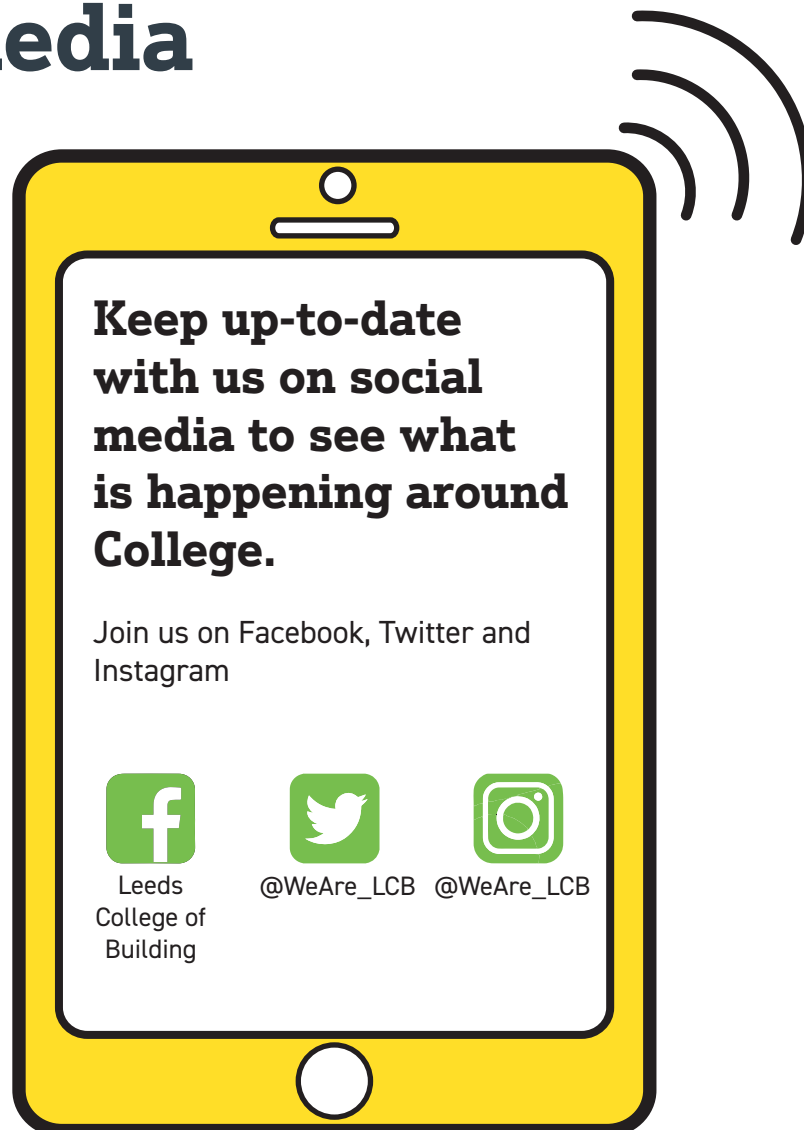 Keep up-to-date
with us on social
media to see what
is happening around
College.
Join us on Facebook, Twitter and
Instagram
Leeds
College of
Building
@WeAre_LCB
@WeAre_LCB